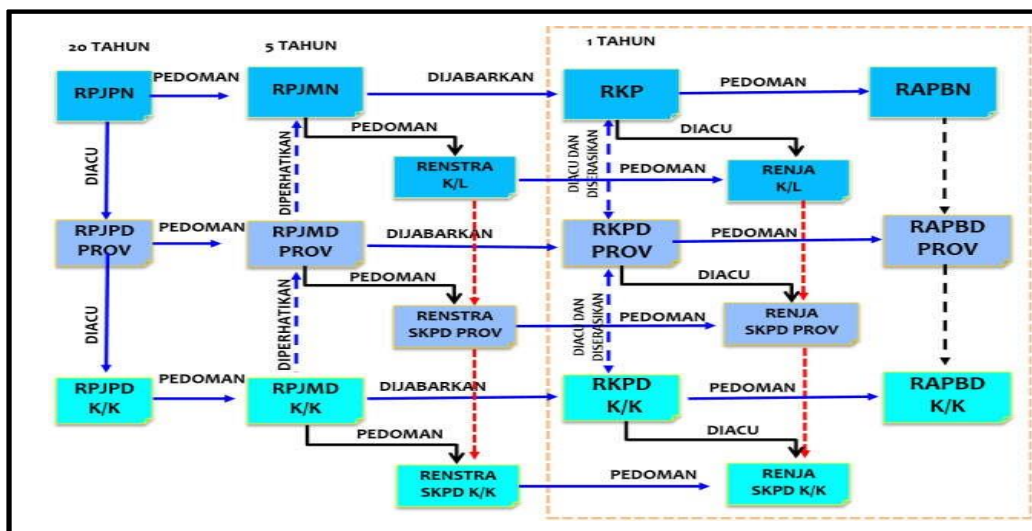 20 TAHUN
5 TAHUN
1 TAHUN
RPJPN
PEDOMAN
RPJMN
DIJABARKAN
RKP
PEDOMAN
RAPBN
PEDOMAN
DIACU
DIACU
DIPERHATIKAN
RENSTRA
K/L
PEDOMAN
DIACU DAN
DISERASIKAN
RENJA
K/L
RPJPD
PROV
PEDOMAN
RPJMD
PROV
DIJABARKAN
RKPD
PROV
PEDOMAN
RAPBD
PROV
PEDOMAN
DIACU
DIACU
DIPERHATIKAN
RENSTRA
SKPD PROV
DIACU DAN
DISERASIKAN
PEDOMAN
RENJA
SKPD PROV
RPJPD
K/K
PEDOMAN
RPJMD
K/K
DIJABARKAN
RKPD
K/K
PEDOMAN
RAPBD
K/K
PEDOMAN
DIACU
RENSTRA
SKPD K/K
PEDOMAN
RENJA
SKPD K/K